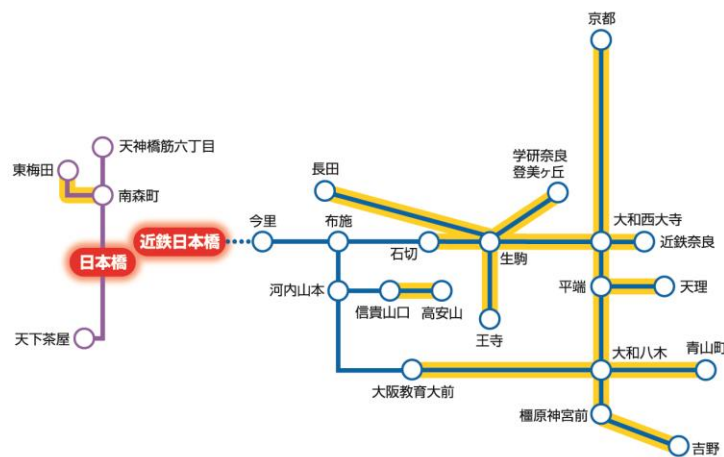 京都
天神橋筋六丁目
東梅田
長田
学研奈良
登美ヶ丘
南森町
近鉄日本橋
今里
布施
大和西大寺
石切
生駒
近鉄奈良
日本橋
河内山本
信貴山口
高安山
平端
天理
王寺
天下茶屋
大和八木
青山町
大阪教育大前
橿原神宮前
吉野